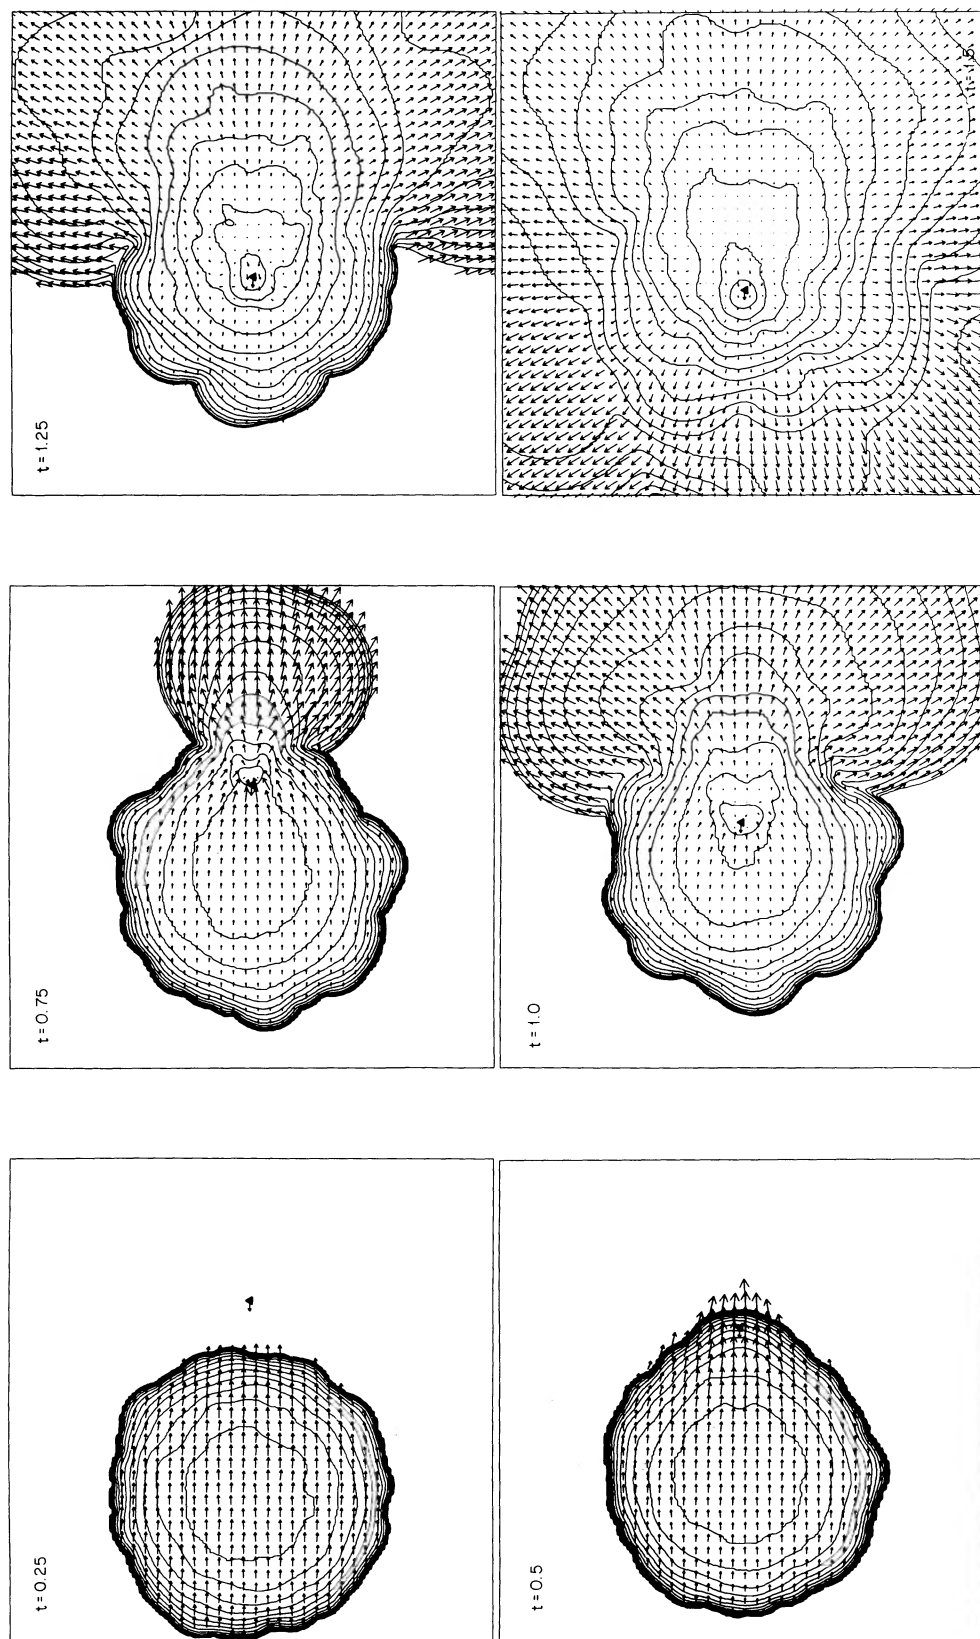 t = 1.25
t = 1.5
t = 0.75
t = 1.0
t = 0.25
t = 0.5